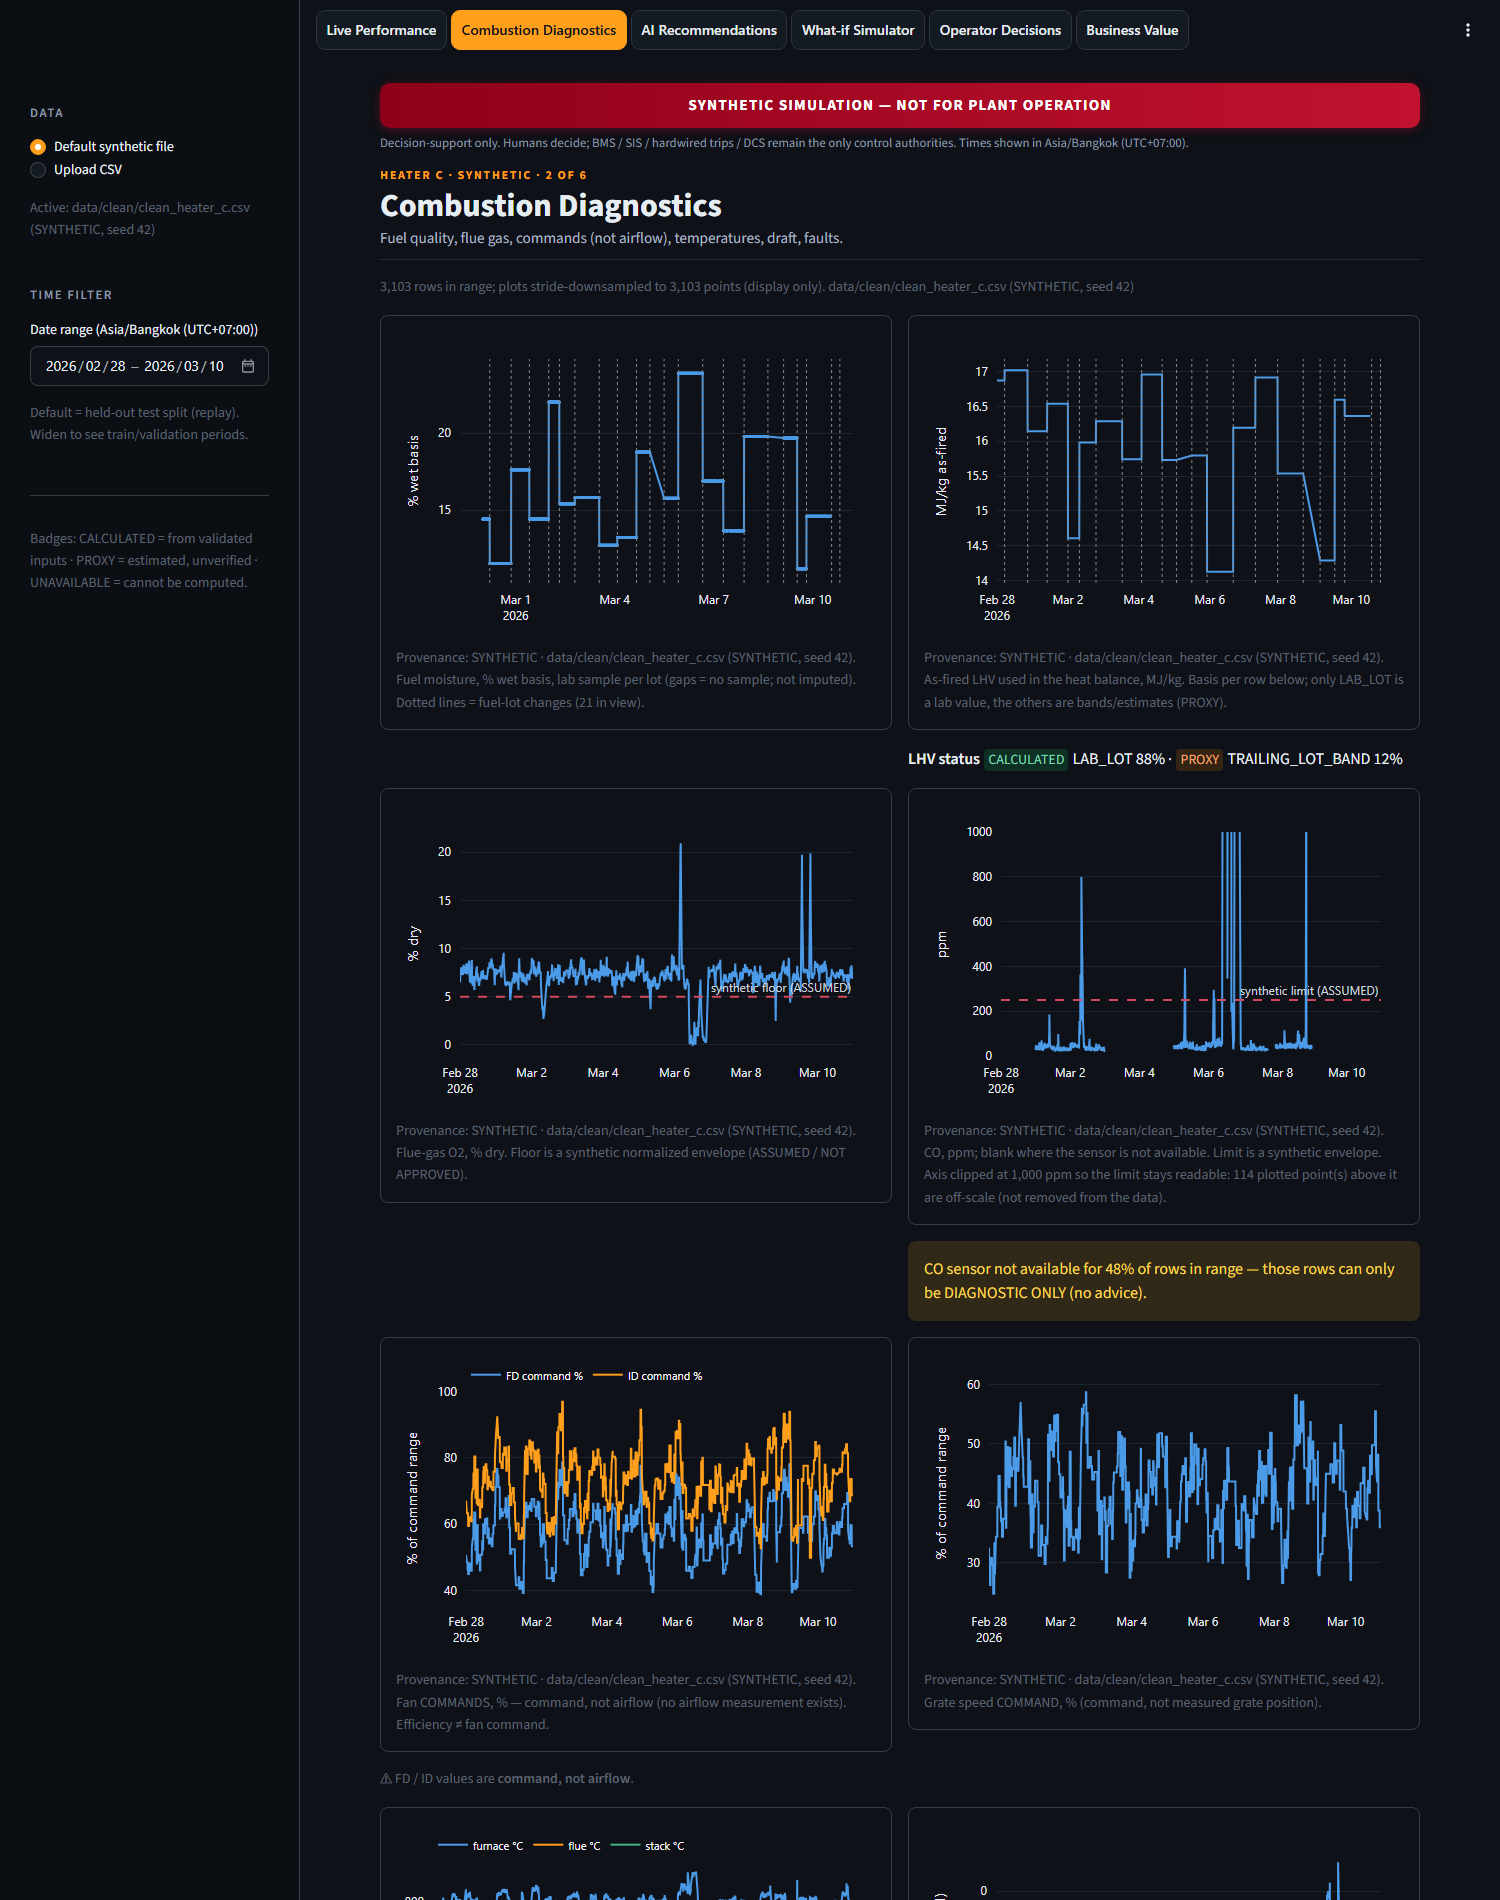 Live Performance
Combustion Diagnostics
AI Recommendations
What-if Simulator
Operator Decisions
Business Value
DATA
Default synthetic file
Upload CSV
Active: data/clean/clean_heater_c.csv
(SYNTHETIC, seed 42)
TIME FILTER
Date range (Asia/Bangkok (UTC+07:00))
2026/02/28 – 2026/03/10
Default = held-out test split (replay).
Widen to see train/validation periods.
Badges: CALCULATED = from validated
inputs · PROXY = estimated, unverified ·
UNAVAILABLE = cannot be computed.
SYNTHETIC SIMULATION — NOT FOR PLANT OPERATION
Decision-support only. Humans decide; BMS / SIS / hardwired trips / DCS remain the only control authorities. Times shown in Asia/Bangkok (UTC+07:00).
HEATER C · SYNTHETIC · 2 OF 6
Combustion Diagnostics
Fuel quality, flue gas, commands (not airflow), temperatures, draft, faults.
3,103 rows in range; plots stride-downsampled to 3,103 points (display only). data/clean/clean_heater_c.csv (SYNTHETIC, seed 42)
% wet basis
20
15
Mar 1
2026
Mar 4
Mar 7
Mar 10
Provenance: SYNTHETIC · data/clean/clean_heater_c.csv (SYNTHETIC, seed 42).
Fuel moisture, % wet basis, lab sample per lot (gaps = no sample; not imputed).
Dotted lines = fuel-lot changes (21 in view).
MJ/kg as-fired
17
16.5
16
15.5
15
14.5
14
Feb 28
2026
Mar 2
Mar 4
Mar 6
Mar 8
Mar 10
Provenance: SYNTHETIC · data/clean/clean_heater_c.csv (SYNTHETIC, seed 42).
As-fired LHV used in the heat balance, MJ/kg. Basis per row below; only LAB_LOT is
a lab value, the others are bands/estimates (PROXY).
LHV status CALCULATED LAB_LOT 88% · PROXY TRAILING_LOT_BAND 12%
% dry
20
15
10
5
0
synthetic floor (ASSUMED)
Feb 28
2026
Mar 2
Mar 4
Mar 6
Mar 8
Mar 10
Provenance: SYNTHETIC · data/clean/clean_heater_c.csv (SYNTHETIC, seed 42).
Flue-gas O2, % dry. Floor is a synthetic normalized envelope (ASSUMED / NOT
APPROVED).
ppm
1000
800
600
400
200
0
synthetic limit (ASSUMED)
Feb 28
2026
Mar 2
Mar 4
Mar 6
Mar 8
Mar 10
Provenance: SYNTHETIC · data/clean/clean_heater_c.csv (SYNTHETIC, seed 42).
CO, ppm; blank where the sensor is not available. Limit is a synthetic envelope.
Axis clipped at 1,000 ppm so the limit stays readable: 114 plotted point(s) above it
are off-scale (not removed from the data).
CO sensor not available for 48% of rows in range — those rows can only
be DIAGNOSTIC ONLY (no advice).
FD command %
ID command %
% of command range
100
80
60
40
Feb 28
2026
Mar 2
Mar 4
Mar 6
Mar 8
Mar 10
Provenance: SYNTHETIC · data/clean/clean_heater_c.csv (SYNTHETIC, seed 42).
Fan COMMANDS, % — command, not airflow (no airflow measurement exists).
Efficiency ≠ fan command.
% of command range
60
50
40
30
Feb 28
2026
Mar 2
Mar 4
Mar 6
Mar 8
Mar 10
Provenance: SYNTHETIC · data/clean/clean_heater_c.csv (SYNTHETIC, seed 42).
Grate speed COMMAND, % (command, not measured grate position).
⚠ FD / ID values are command, not airflow.
furnace °C
flue °C
stack °C
0